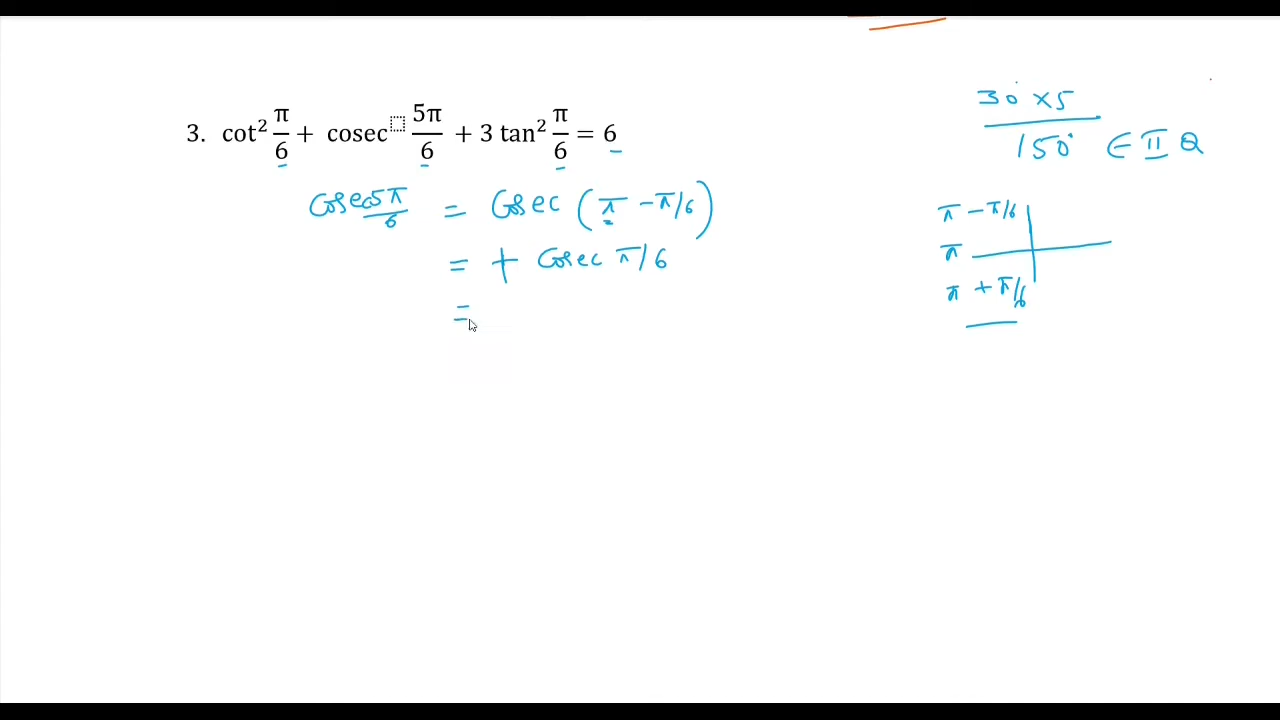 3. cot² π/6 + cosec 5π/6 + 3 tan² π/6 = 6
cosec 5π/6 = cosec (π − π/6)
= + cosec π/6
=
30° × 5
150° ∈ II Q
π − π/6
π
π + π/6